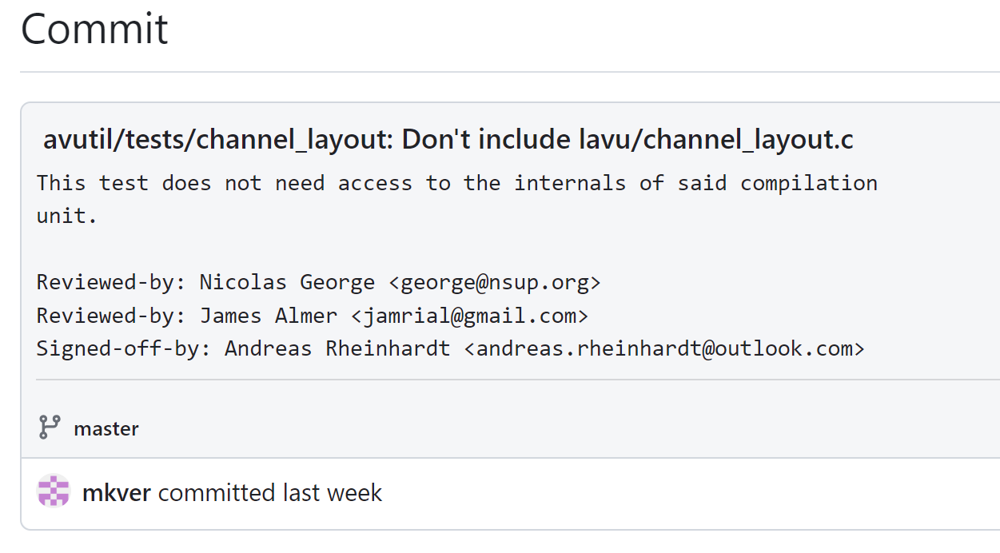 Commit
avutil/tests/channel_layout: Don't include lavu/channel_layout.c
This test does not need access to the internals of said compilation
unit.
Reviewed-by: Nicolas George <george@nsup.org>
Reviewed-by: James Almer <jamrial@gmail.com>
Signed-off-by: Andreas Rheinhardt <andreas.rheinhardt@outlook.com>
master
mkver committed last week